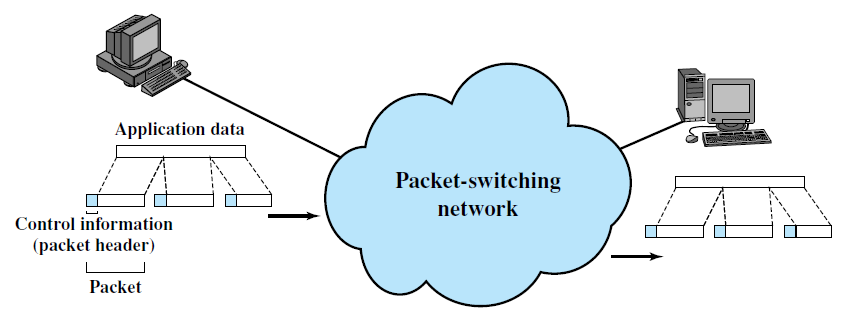 Application data
Control information
(packet header)
Packet
Packet-switching
network